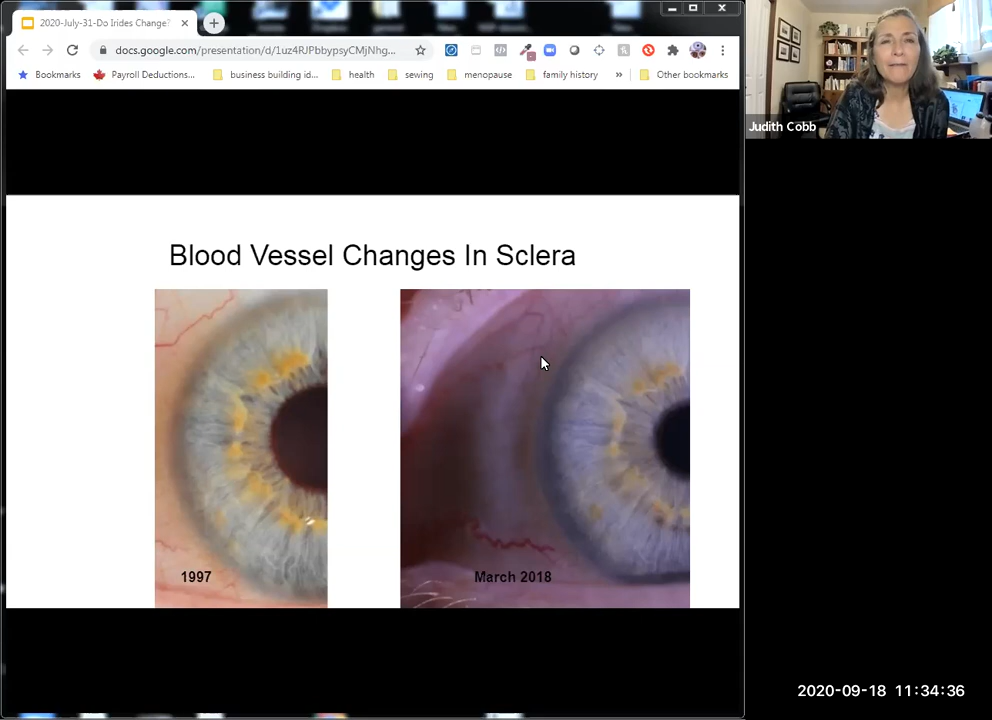 2020-July-31-Do Irides Change?
docs.google.com/presentation/d/1uz4RJPbbypsyCMjNhg...
Bookmarks
Payroll Deductions...
business building id...
health
sewing
menopause
family history
»
Other bookmarks
Judith Cobb
Blood Vessel Changes In Sclera
1997
March 2018
2020-09-18 11:34:36